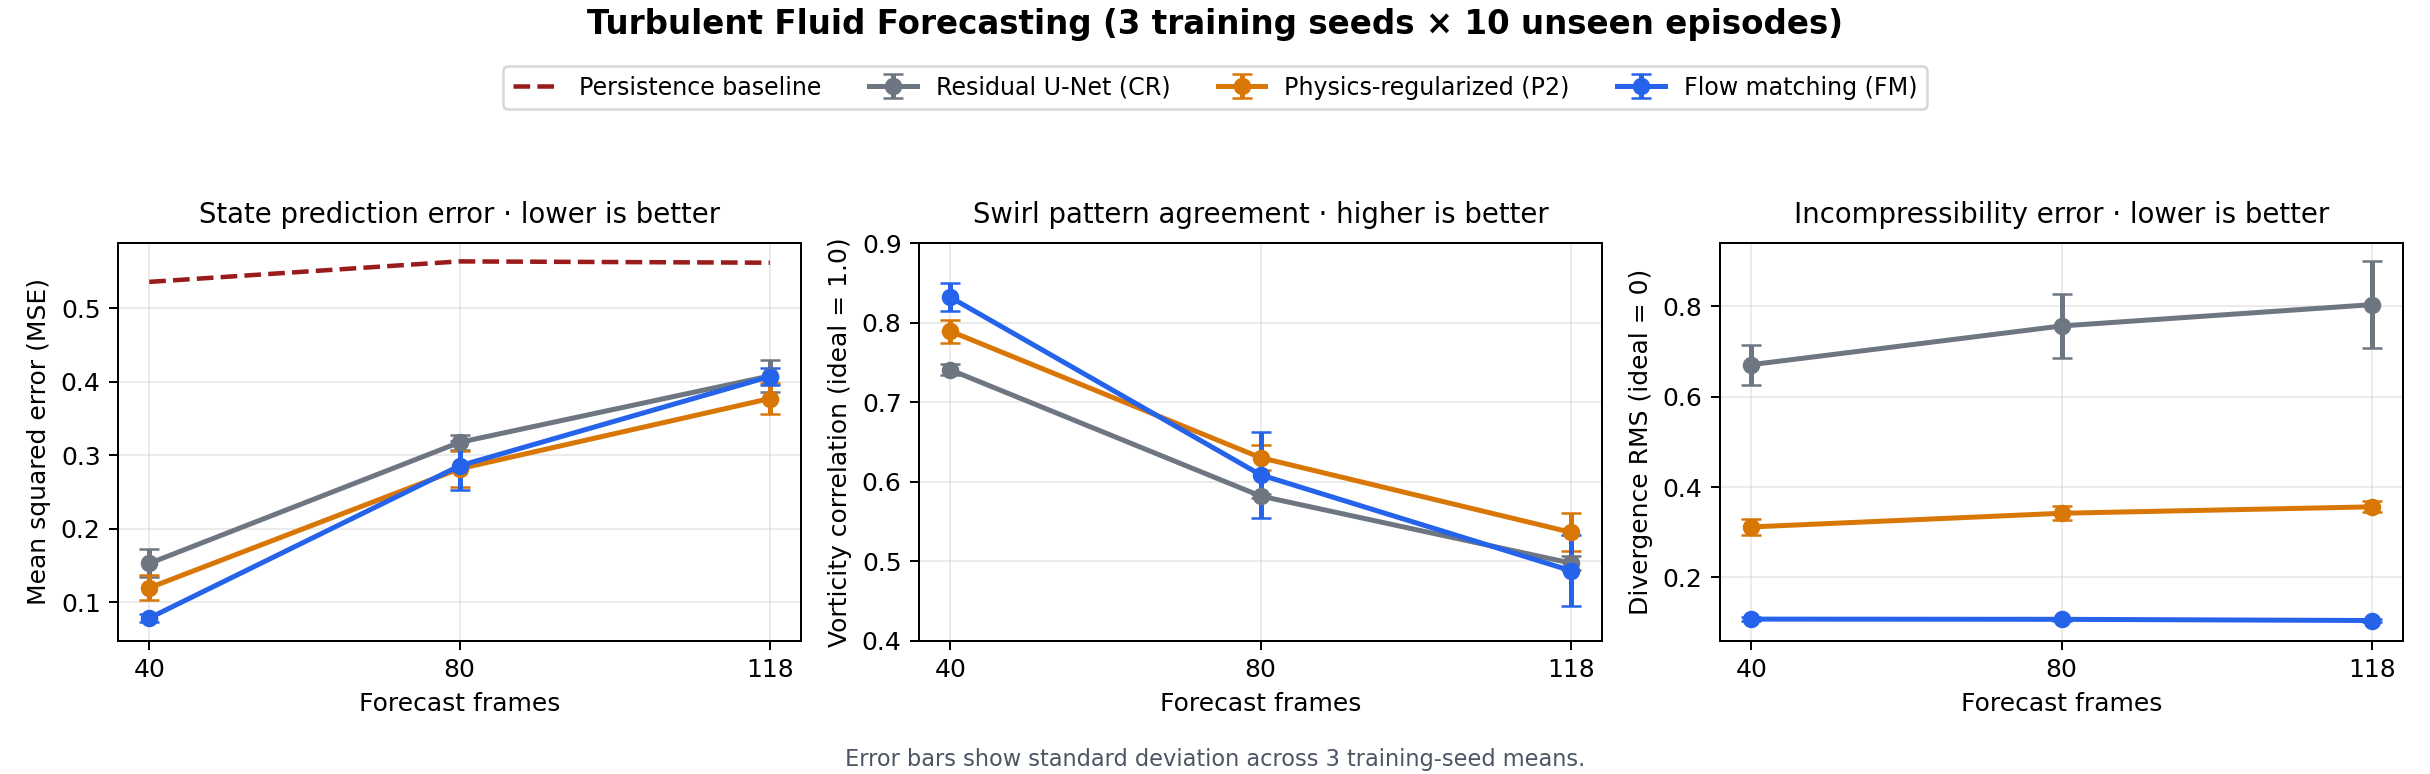 Turbulent Fluid Forecasting (3 training seeds × 10 unseen episodes)
Persistence baseline
Residual U-Net (CR)
Physics-regularized (P2)
Flow matching (FM)
State prediction error · lower is better
Mean squared error (MSE)
0.5
0.4
0.3
0.2
0.1
40
80
118
Forecast frames
Swirl pattern agreement · higher is better
Vorticity correlation (ideal = 1.0)
0.9
0.8
0.7
0.6
0.5
0.4
40
80
118
Forecast frames
Incompressibility error · lower is better
Divergence RMS (ideal = 0)
0.8
0.6
0.4
0.2
40
80
118
Forecast frames
Error bars show standard deviation across 3 training-seed means.